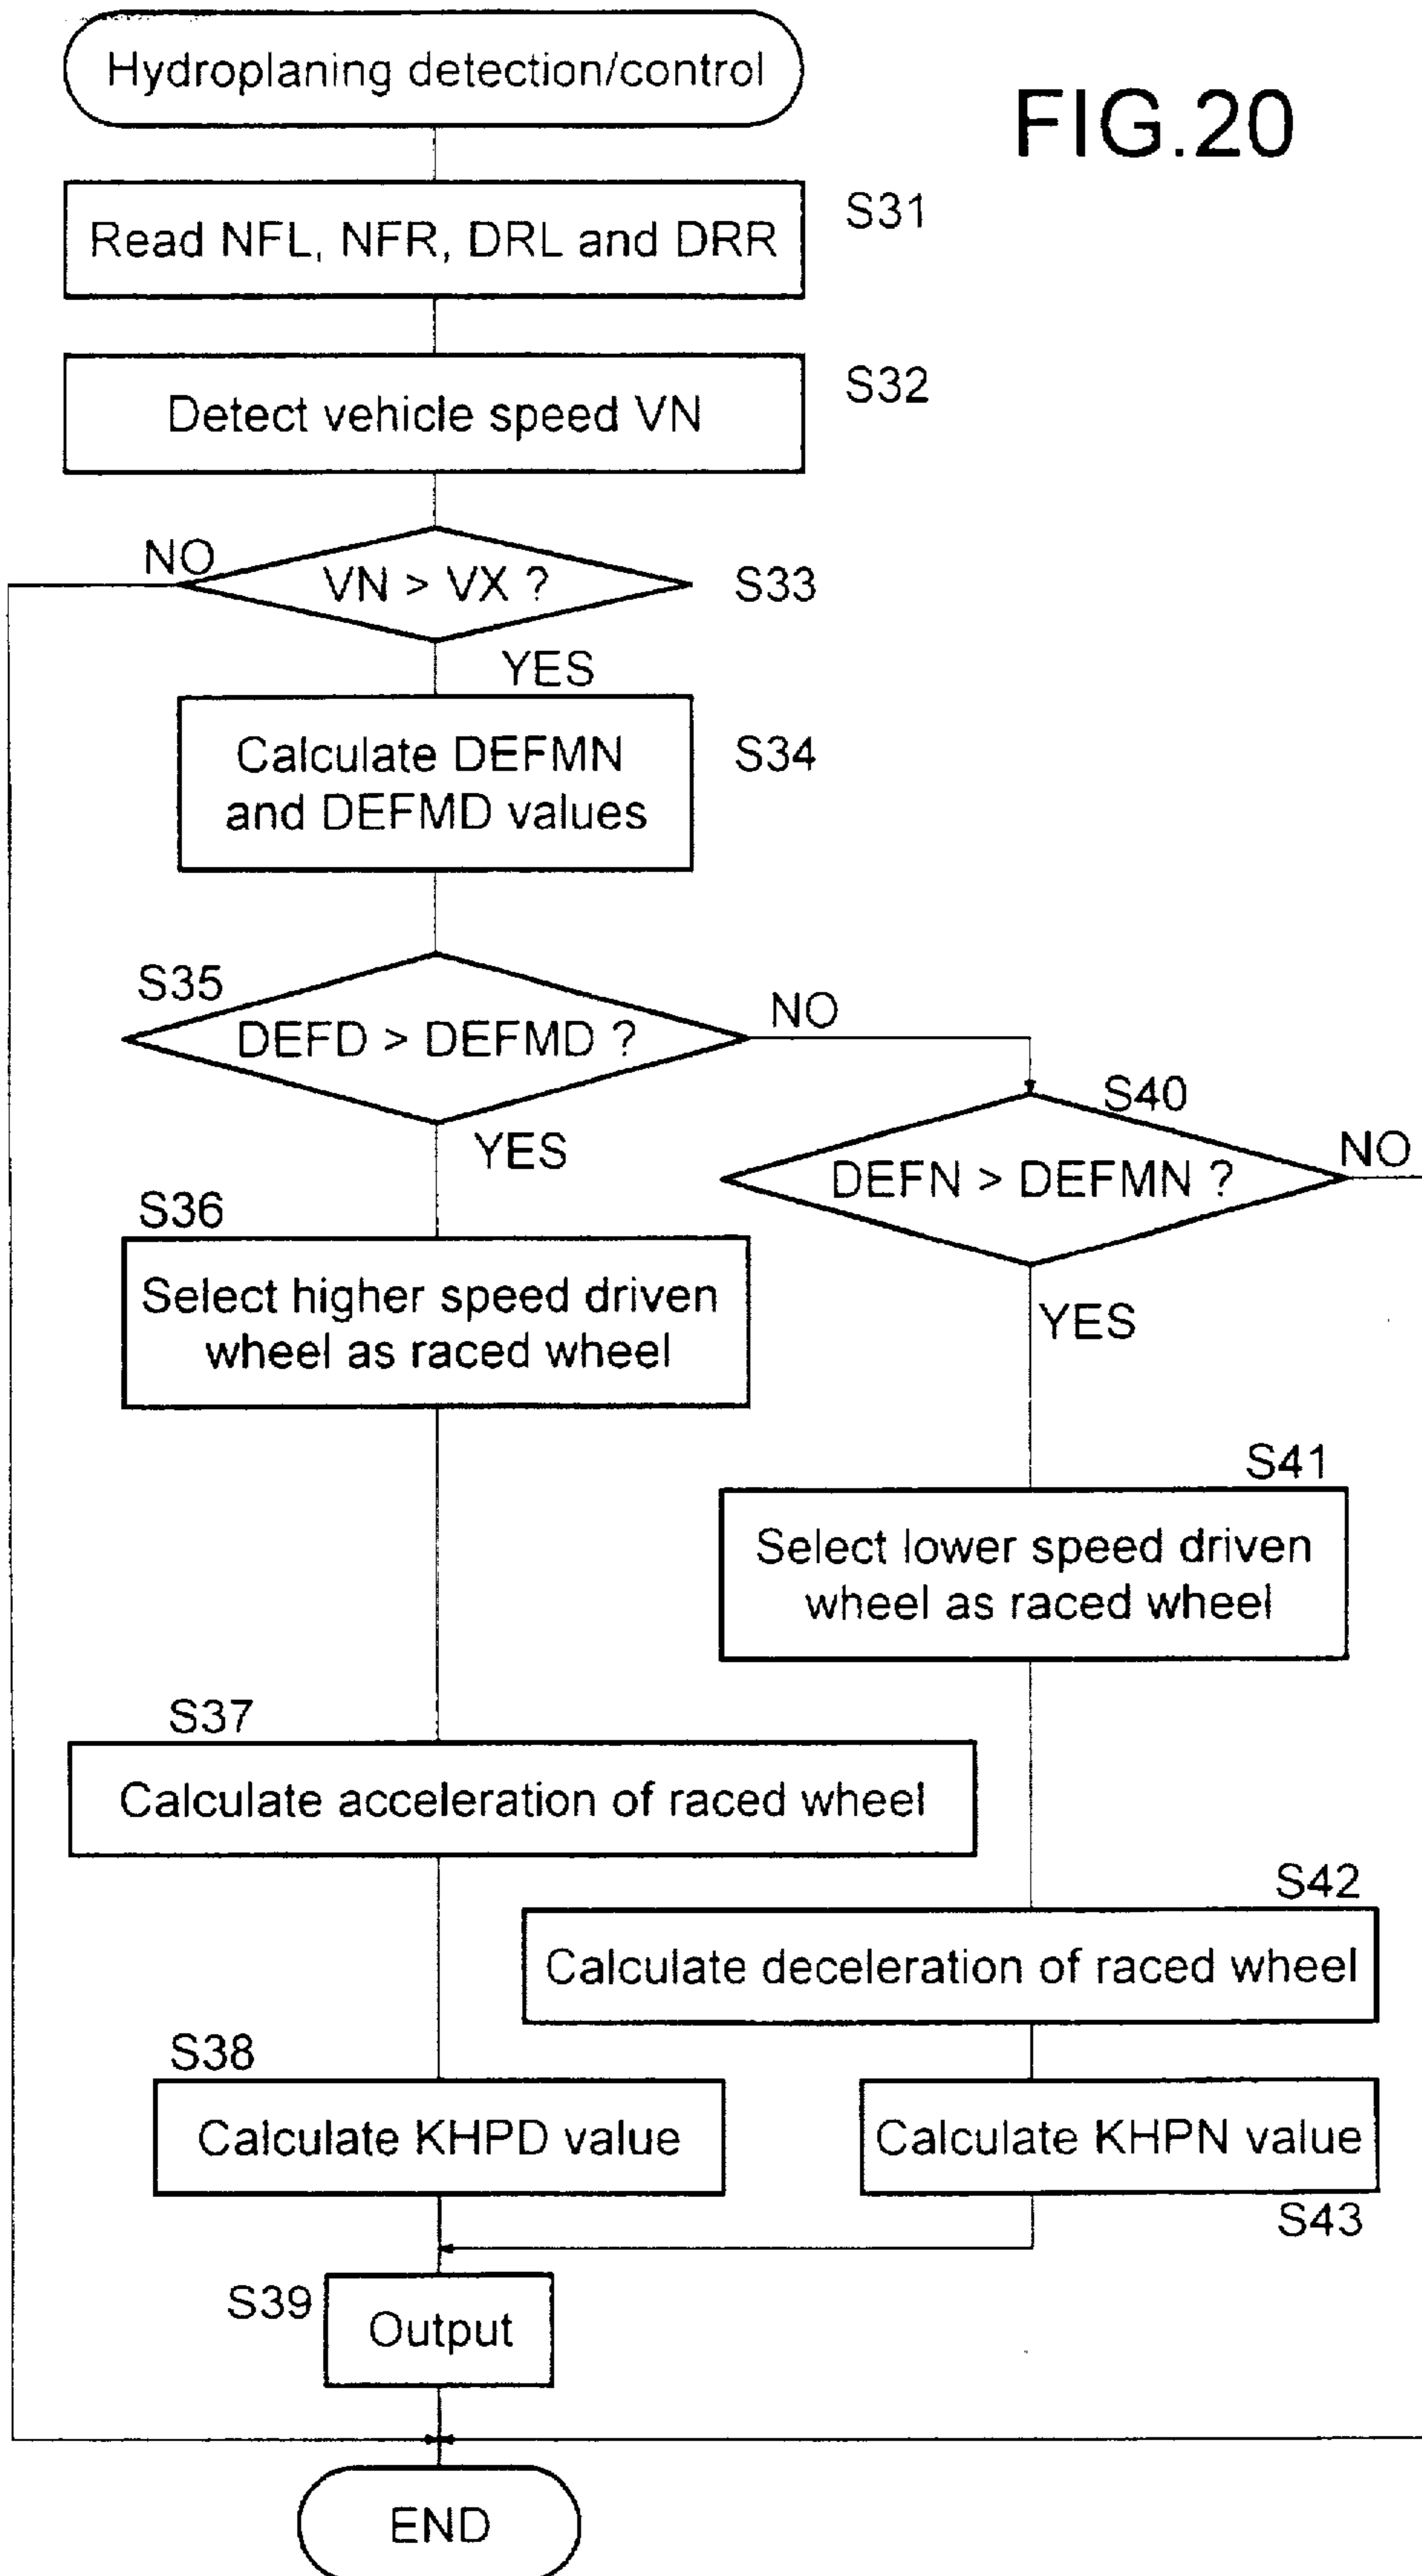 Hydroplaning detection/control
FIG.20
Read NFL, NFR, DRL and DRR
S31
Detect vehicle speed VN
S32
NO
VN > VX ?
S33
YES
Calculate DEFMN
and DEFMD values
S34
S35
DEFD > DEFMD ?
NO
YES
S40
DEFN > DEFMN ?
NO
YES
S36
Select higher speed driven
wheel as raced wheel
S41
Select lower speed driven
wheel as raced wheel
S37
Calculate acceleration of raced wheel
S42
Calculate deceleration of raced wheel
S38
Calculate KHPD value
Calculate KHPN value
S43
S39
Output
END